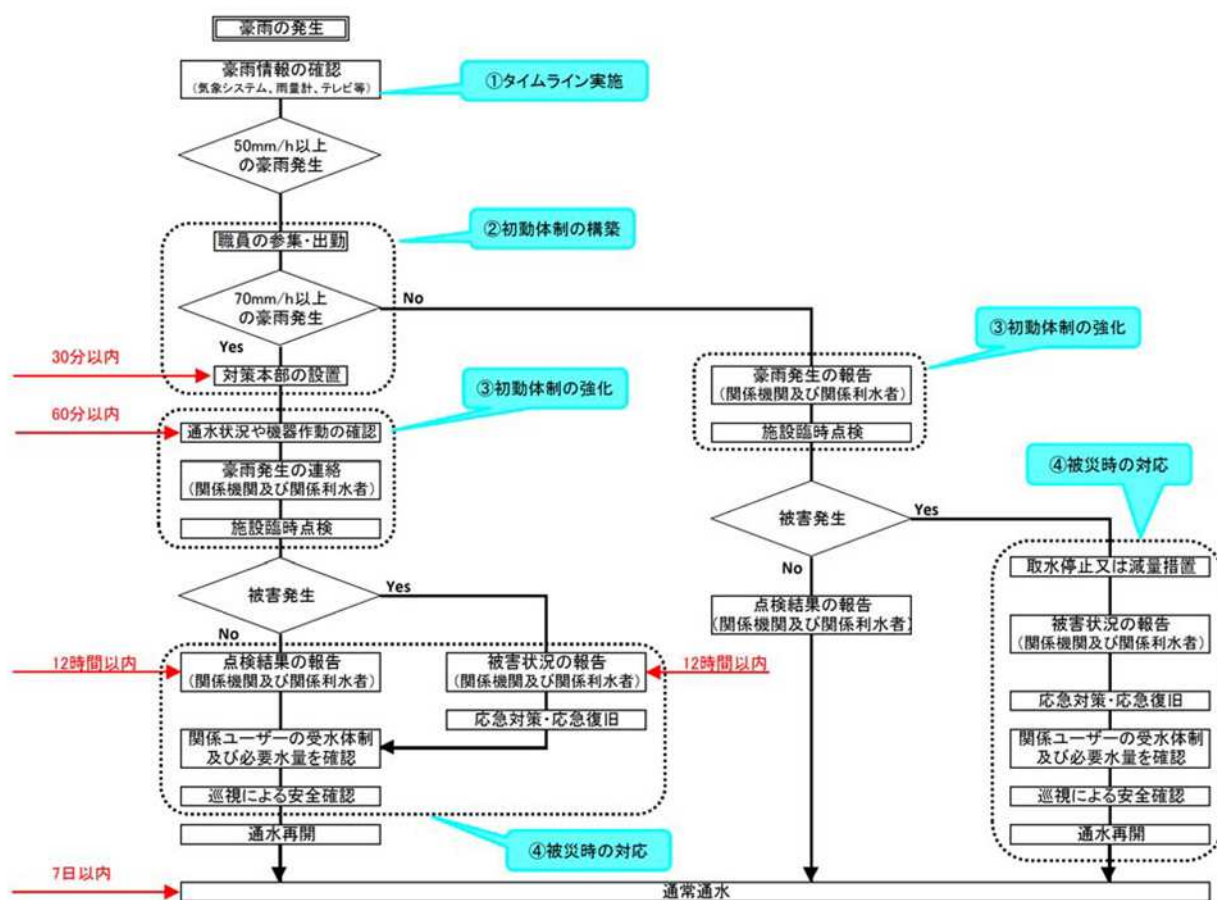 豪雨の発生
豪雨情報の確認
(気象システム、雨量計、テレビ等)
①タイムライン実施
50mm/h以上
の豪雨発生
②初動体制の構築
職員の参集・出勤
70mm/h以上
の豪雨発生
No
Yes
30分以内
対策本部の設置
③初動体制の強化
60分以内
通水状況や機器作動の確認
豪雨発生の連絡
(関係機関及び関係利水者)
施設臨時点検
被害発生
Yes
No
12時間以内
点検結果の報告
(関係機関及び関係利水者)
被害状況の報告
(関係機関及び関係利水者)
12時間以内
応急対策・応急復旧
関係ユーザーの受水体制
及び必要水量を確認
巡視による安全確認
通水再開
④被災時の対応
③初動体制の強化
豪雨発生の報告
(関係機関及び関係利水者)
施設臨時点検
被害発生
Yes
No
点検結果の報告
(関係機関及び関係利水者)
④被災時の対応
取水停止又は減量措置
被害状況の報告
(関係機関及び関係利水者)
応急対策・応急復旧
関係ユーザーの受水体制
及び必要水量を確認
巡視による安全確認
通水再開
7日以内
通常通水